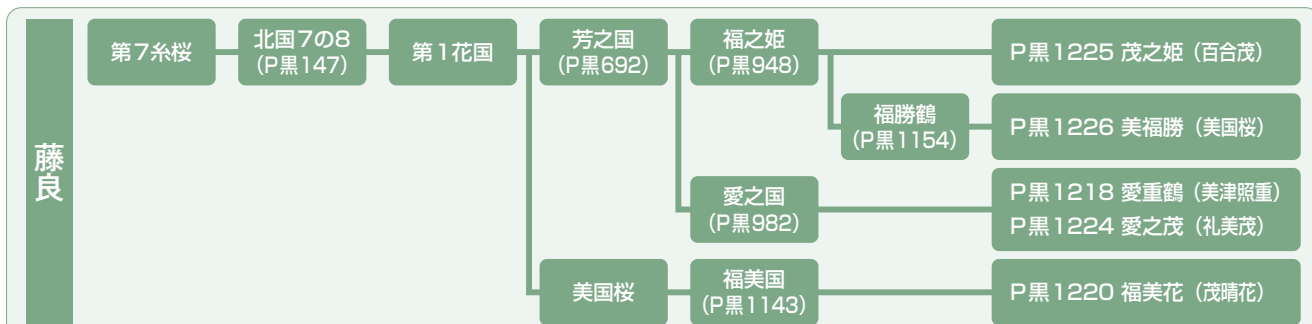 藤良
第7糸桜
北国7の8
（P黒147）
第1花国
芳之国
（P黒692）
福之姫
（P黒948）
P黒1225 茂之姫（百合茂）
福勝鶴
（P黒1154）
P黒1226 美福勝（美国桜）
愛之国
（P黒982）
P黒1218 愛重鶴（美津照重）
P黒1224 愛之茂（礼美茂）
美国桜
福美国
（P黒1143）
P黒1220 福美花（茂晴花）